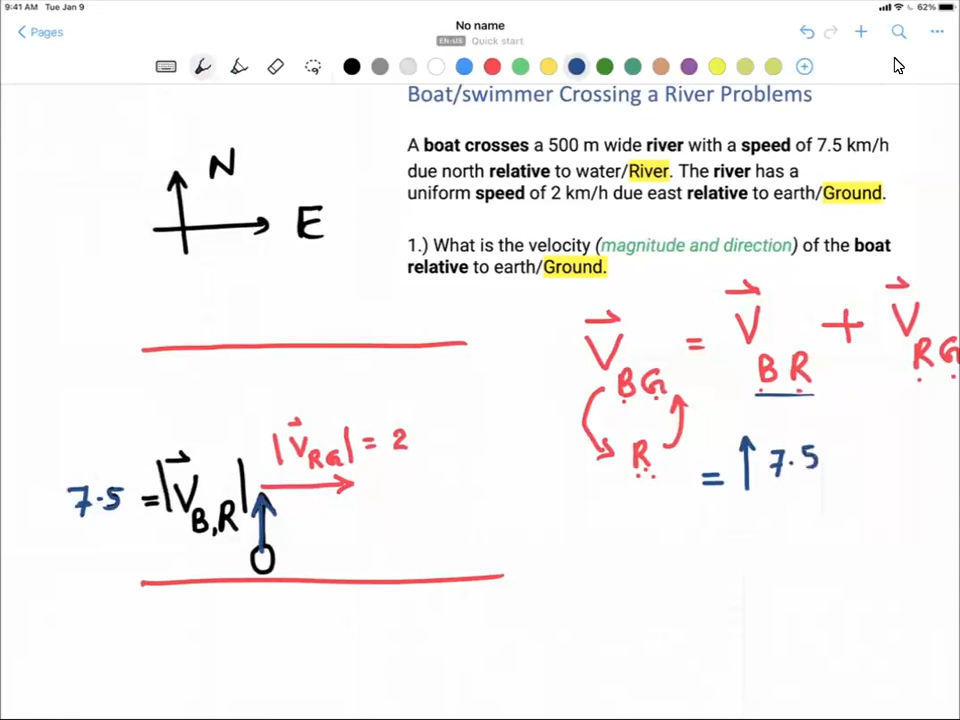 9:41 AM Tue Jan 9
62%
Pages
No name
EN-US Quick start
Boat/swimmer Crossing a River Problems
A boat crosses a 500 m wide river with a speed of 7.5 km/h
due north relative to water/River. The river has a
uniform speed of 2 km/h due east relative to earth/Ground.
1.) What is the velocity (magnitude and direction) of the boat
relative to earth/Ground.
N
E
V BG = V BR + V RG
R
= ↑ 7.5
|V RG| = 2
7.5 = |V B,R|